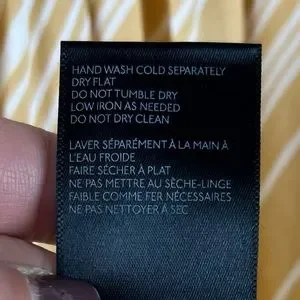 HAND WASH COLD SEPARATELY
DRY FLAT
DO NOT TUMBLE DRY
LOW IRON AS NEEDED
DO NOT DRY CLEAN
LAVER SÉPARÉMENT À LA MAIN À
L'EAU FROIDE
FAIRE SÉCHER À PLAT
NE PAS METTRE AU SÈCHE-LINGE
FAIBLE COMME FER NÉCESSAIRES
NE PAS NETTOYER À SEC